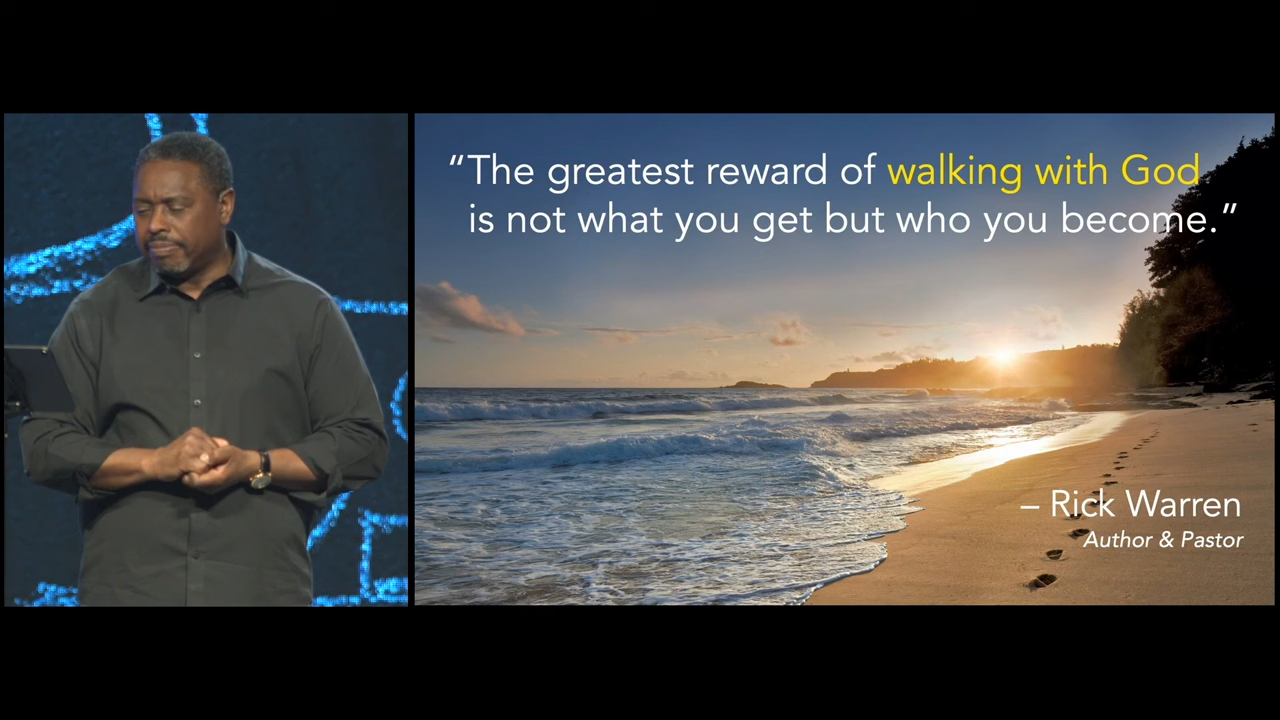 “The greatest reward of walking with God
is not what you get but who you become.”
– Rick Warren
Author & Pastor